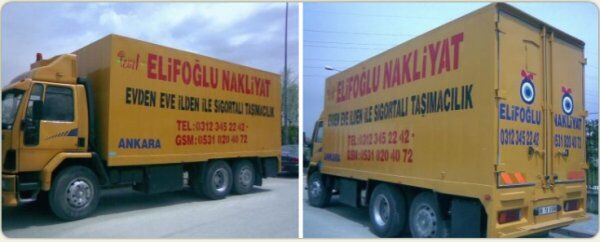 ELİFOĞLU NAKLİYAT
EVDEN EVE İLDEN İLE SİGORTALI TAŞIMACILIK
TEL:0312 345 22 42 -
GSM:0531 020 40 72
ANKARA
ELİFOĞLU NAKLİYAT
EVDEN EVE İLDEN İLE SİGORTALI TAŞIMACILIK
TEL:0312 345 22 42 -
GSM:0531 020 40 72
ANKARA
ELİFOĞLU NAKLİYAT
0312 345 22 42